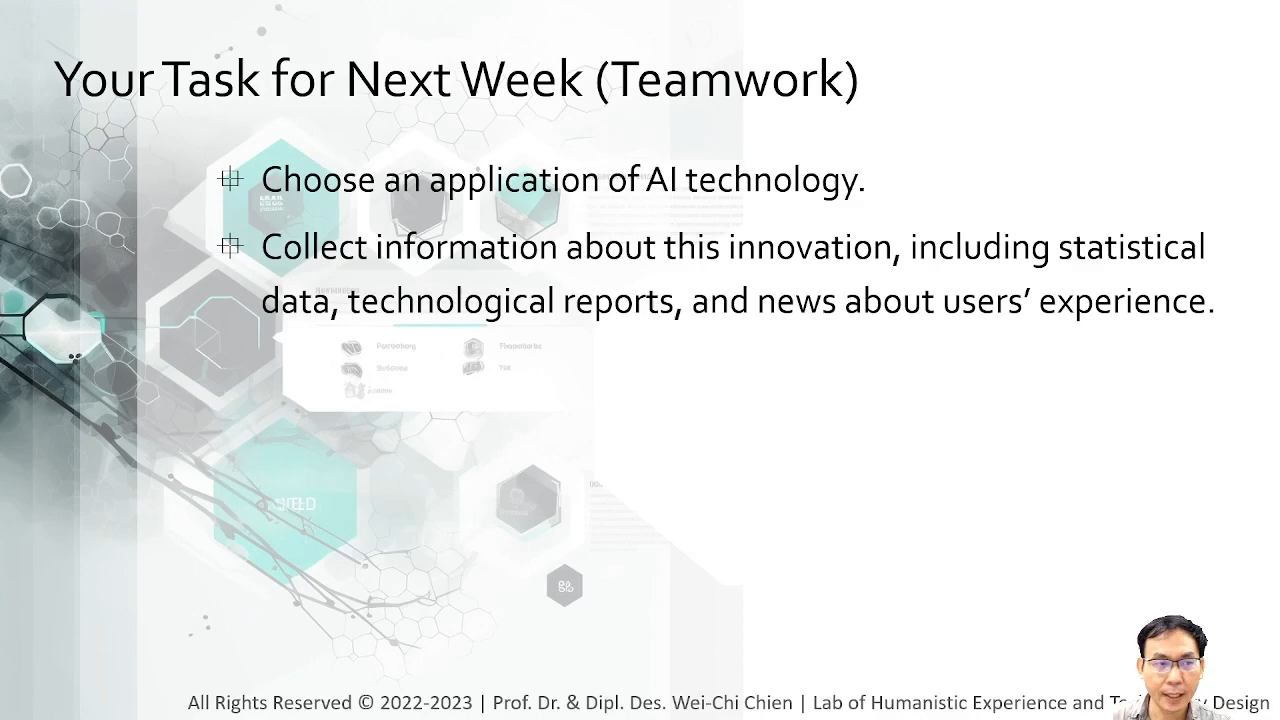 Your Task for Next Week (Teamwork)
Choose an application of AI technology.
Collect information about this innovation, including statistical
data, technological reports, and news about users’ experience.
All Rights Reserved © 2022-2023 | Prof. Dr. & Dipl. Des. Wei-Chi Chien | Lab of Humanistic Experience and Design